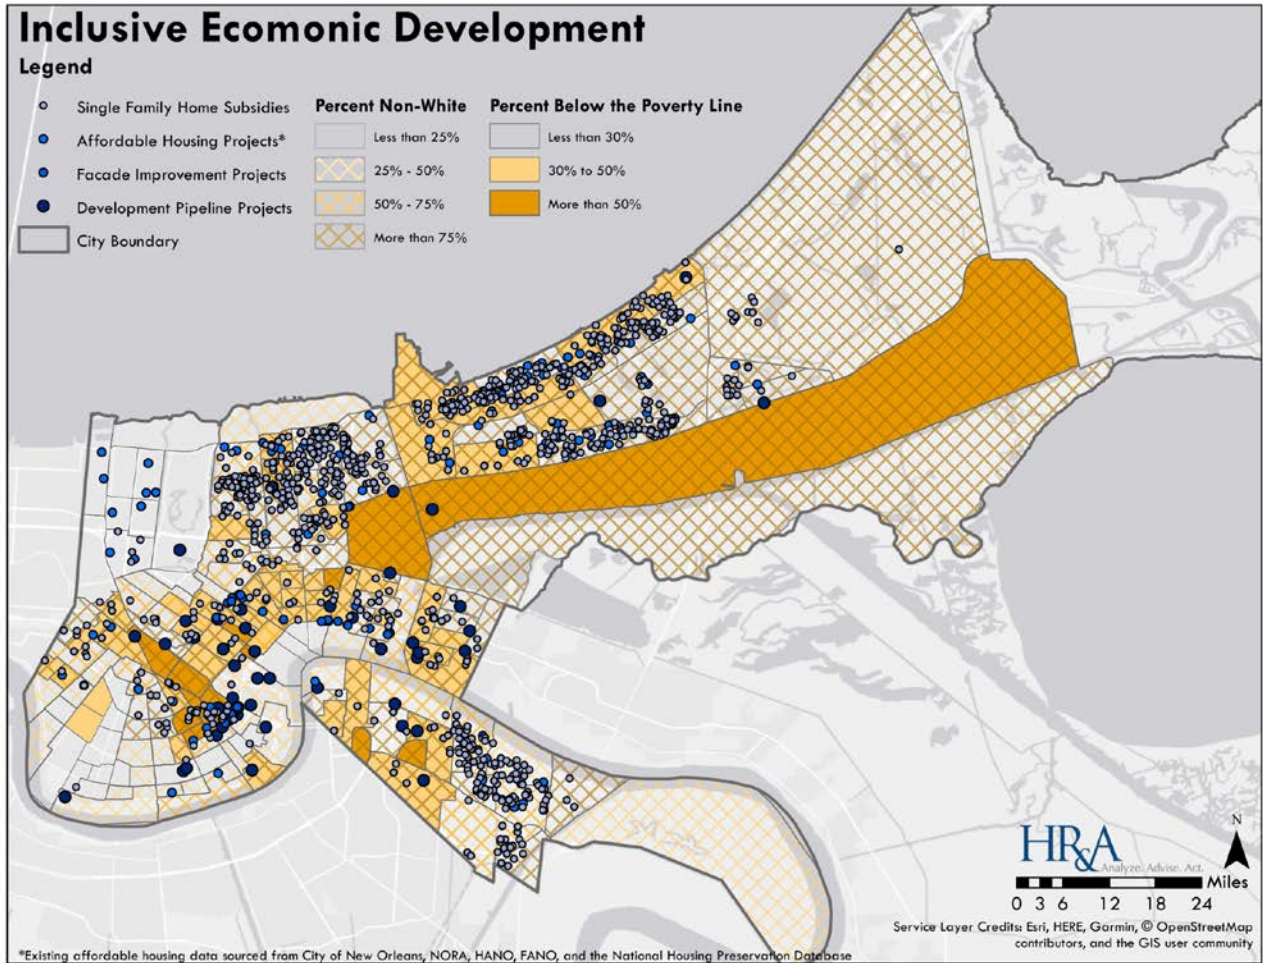 Inclusive Ecomonic Development
Legend
Single Family Home Subsidies
Affordable Housing Projects*
Facade Improvement Projects
Development Pipeline Projects
City Boundary
Percent Non-White
Less than 25%
25% - 50%
50% - 75%
More than 75%
Percent Below the Poverty Line
Less than 30%
30% to 50%
More than 50%
N
HR&A
Analyze. Advise. Act.
Miles
0 3 6 12 18 24
Service Layer Credits: Esri, HERE, Garmin, © OpenStreetMap
contributors, and the GIS user community
*Existing affordable housing data sourced from City of New Orleans, NORA, HANO, FANO, and the National Housing Preservation Database